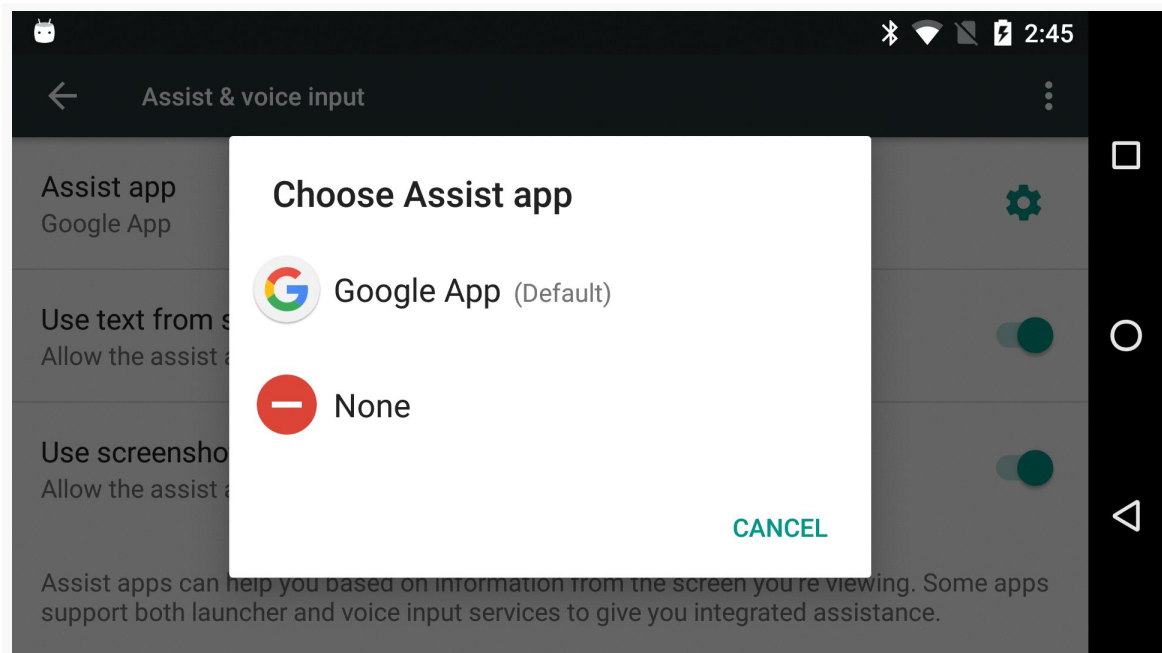 2:45
Assist & voice input
Choose Assist app
Assist app
Google App
Google App (Default)
Use text from
Allow the assist
None
Use
Allow the assist
CANCEL
Assist apps can help you based on information from the screen you're viewing. Some apps
support both launcher and voice input services to give you integrated assistance.